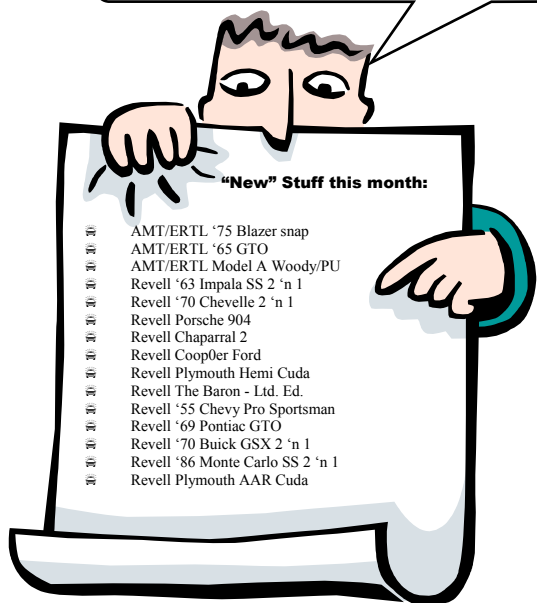 “New” Stuff this month:
AMT/ERTL ‘75 Blazer snap
AMT/ERTL ‘65 GTO
AMT/ERTL Model A Woody/PU
Revell ‘63 Impala SS 2 ‘n 1
Revell ‘70 Chevelle 2 ‘n 1
Revell Porsche 904
Revell Chaparral 2
Revell Coop0er Ford
Revell Plymouth Hemi Cuda
Revell The Baron - Ltd. Ed.
Revell ‘55 Chevy Pro Sportsman
Revell ‘69 Pontiac GTO
Revell ‘70 Buick GSX 2 ‘n 1
Revell ‘86 Monte Carlo SS 2 ‘n 1
Revell Plymouth AAR Cuda